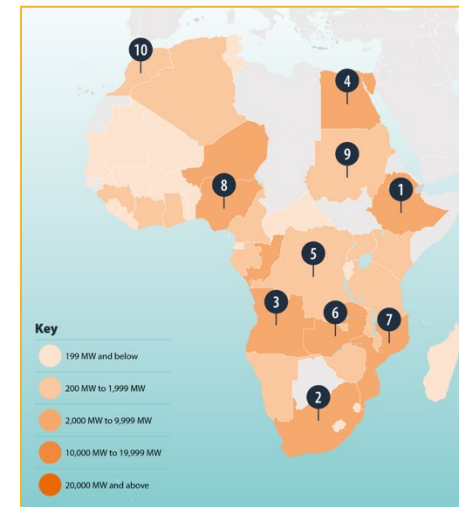 10
4
9
1
8
5
3
6
7
2
Key
199 MW and below
200 MW to 1,999 MW
2,000 MW to 9,999 MW
10,000 MW to 19,999 MW
20,000 MW and above